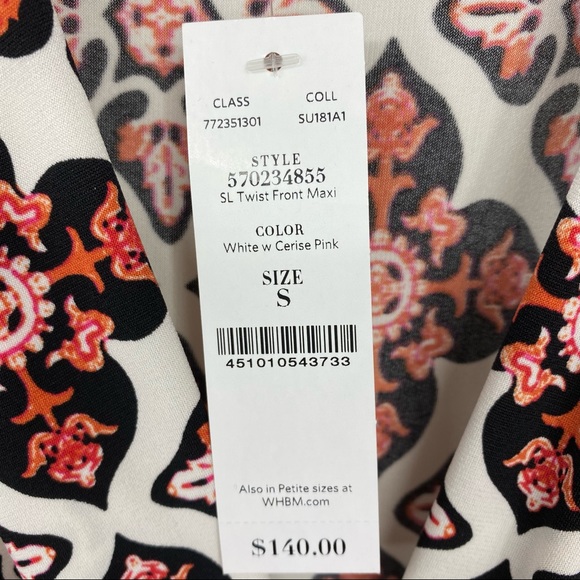 CLASS COLL
772351301 SU181A1
STYLE
570234855
SL Twist Front Maxi
COLOR
White w Cerise Pink
SIZE
S
451010543733
Also in Petite sizes at
WHBM.com
$140.00